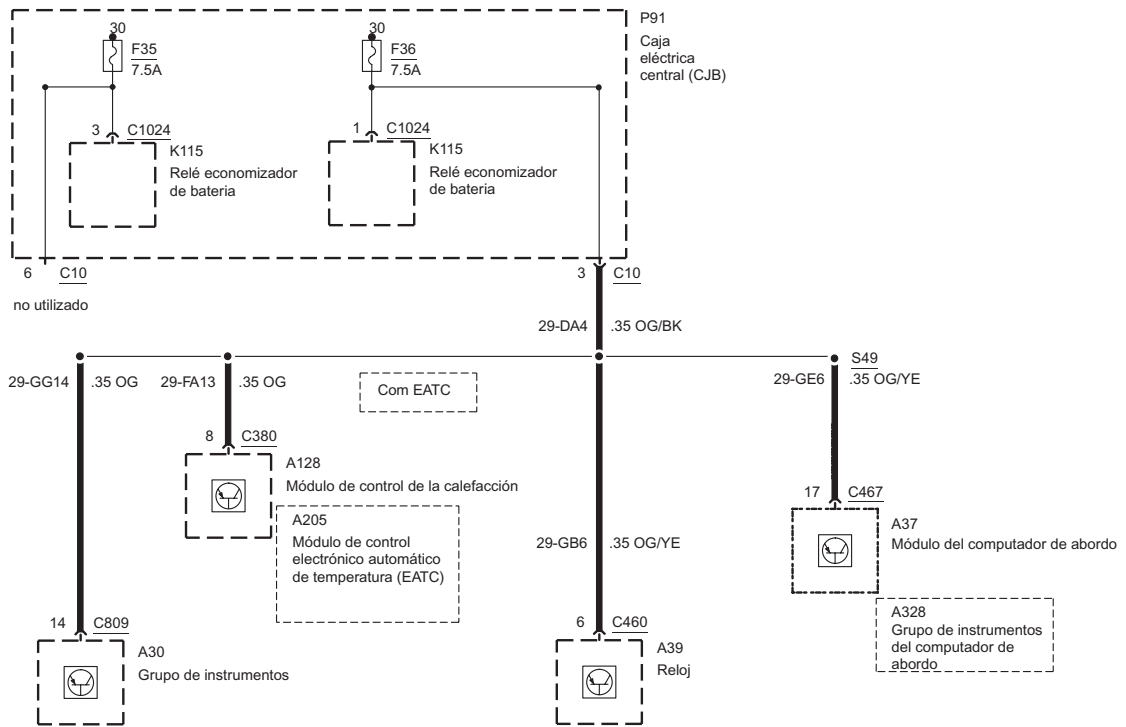 P91
Caja
eléctrica
central (CJB)
30
F35
7.5A
30
F36
7.5A
3 C1024
K115
Relé economizador
de bateria
1 C1024
K115
Relé economizador
de bateria
6 C10
no utilizado
3 C10
29-DA4 .35 OG/BK
S49
29-GG14 .35 OG
29-FA13 .35 OG
Com EATC
29-GE6 .35 OG/YE
8 C380
A128
Módulo de control de la calefacción
A205
Módulo de control
electrónico automático
de temperatura (EATC)
17 C467
A37
Módulo del computador de abordo
29-GB6 .35 OG/YE
A328
Grupo de instrumentos
del computador de
abordo
14 C809
A30
Grupo de instrumentos
6 C460
A39
Reloj